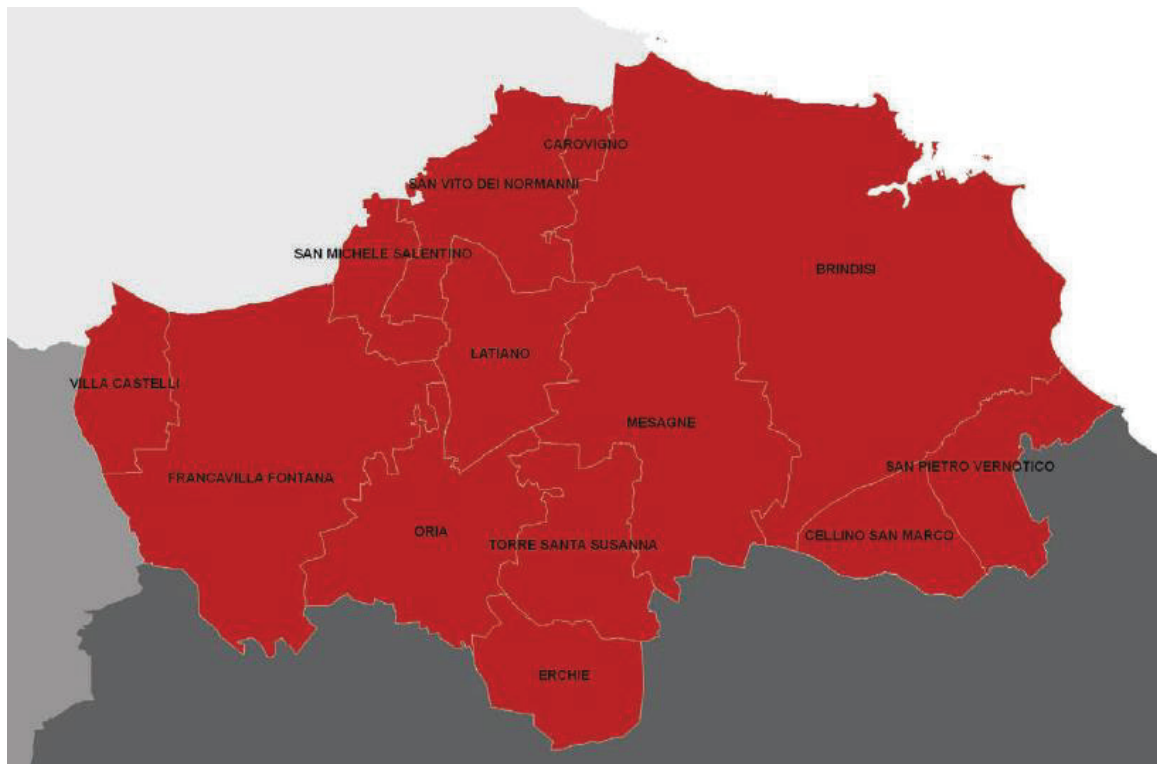 CAROVIGNO
SAN VITO DEI NORMANNI
SAN MICHELE SALENTINO
BRINDISI
LATIANO
VILLA CASTELLI
MESAGNE
SAN PIETRO VERNOTICO
FRANCAVILLA FONTANA
ORIA
CELLINO SAN MARCO
TORRE SANTA SUSANNA
ERCHIE